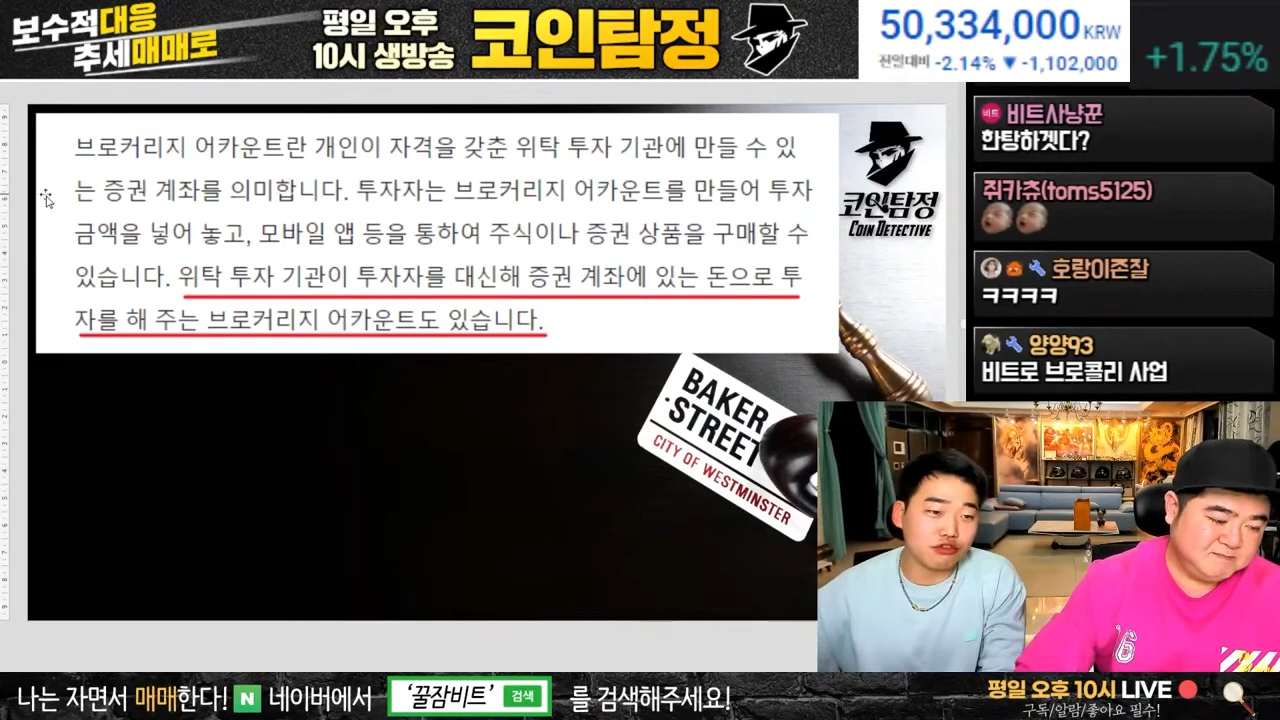 보수적대응
추세매매로
평일 오후
10시 생방송
코인탐정
50,334,000 KRW
전일대비 -2.14% ▼ -1,102,000
+1.75%
브로커리지 어카운트란 개인이 자격을 갖춘 위탁 투자 기관에 만들 수 있
는 증권 계좌를 의미합니다. 투자자는 브로커리지 어카운트를 만들어 투자
금액을 넣어 놓고, 모바일 앱 등을 통하여 주식이나 증권 상품을 구매할 수
있습니다. 위탁 투자 기관이 투자자를 대신해 증권 계좌에 있는 돈으로 투
자를 해 주는 브로커리지 어카운트도 있습니다.
코인탐정
COIN DETECTIVE
BAKER
STREET
CITY OF WESTMINSTER
비트 비트사냥꾼
한탕하겟다?
쥐카츄(toms5125)
호랑이존잘
ㅋㅋㅋㅋ
양양93
비트로 브로콜리 사업
나는 자면서 매매한다! N 네이버에서 '꿀잠비트' 검색 를 검색해주세요!
평일 오후 10시 LIVE
구독/알람/좋아요 필수!